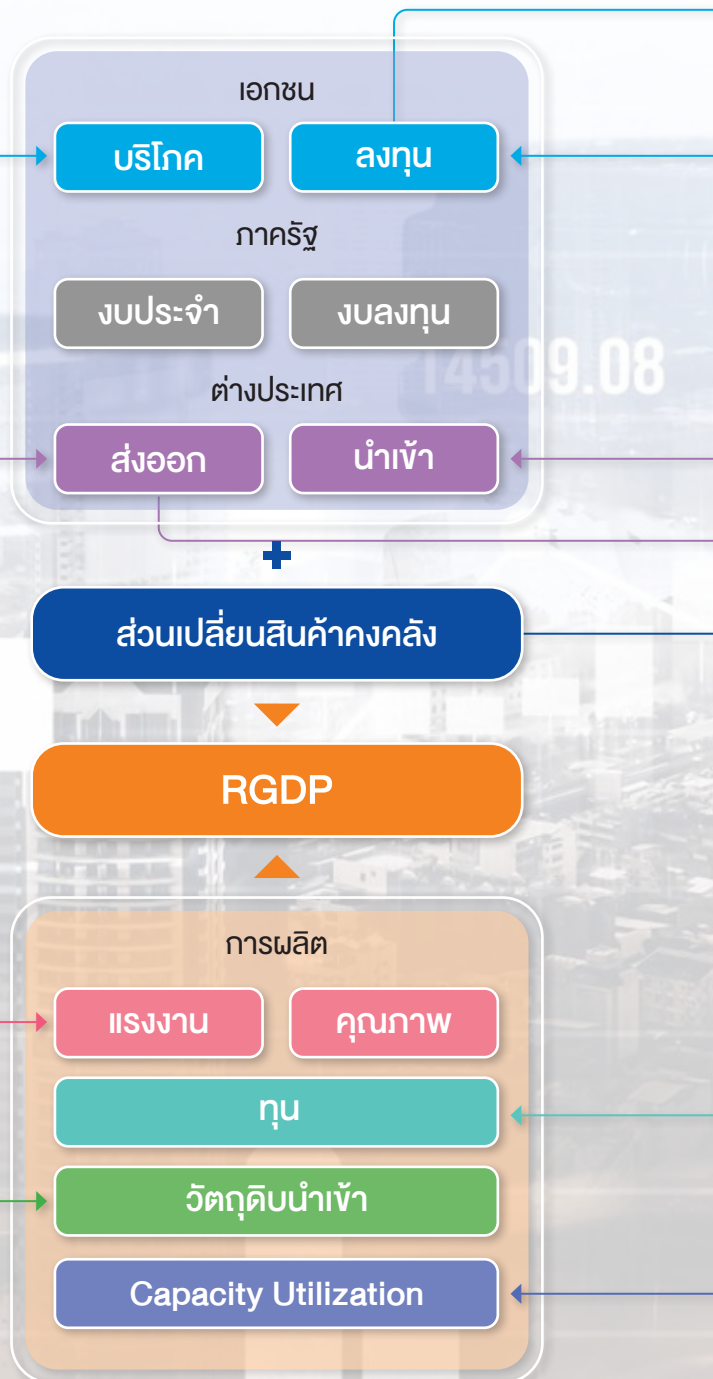 เอกชน
บริโภค ลงทุน
ภาครัฐ
งบประจำ งบลงทุน
14509.08
ต่างประเทศ
ส่งออก นำเข้า
+
ส่วนเปลี่ยนสินค้าคงคลัง
RGDP
การผลิต
แรงงาน คุณภาพ
ทุน
วัตถุดิบนำเข้า
Capacity Utilization